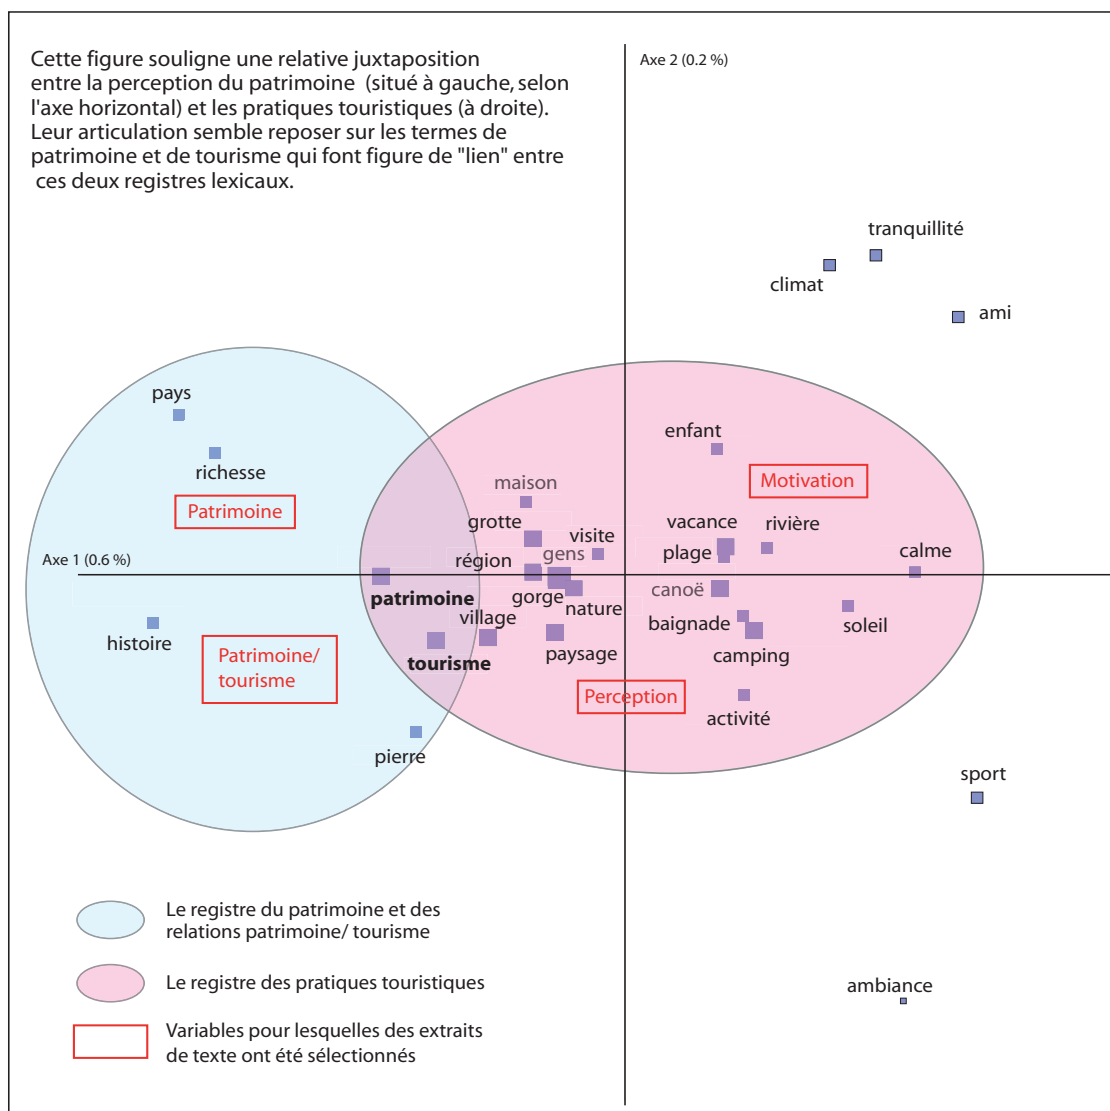 Cette figure souligne une relative juxtaposition
entre la perception du patrimoine (situé à gauche, selon
l'axe horizontal) et les pratiques touristiques (à droite).
Leur articulation semble reposer sur les termes de
patrimoine et de tourisme qui font figure de "lien" entre
ces deux registres lexicaux.
Axe 2 (0.2 %)
tranquillité
climat
ami
pays
richesse
Patrimoine
enfant
Motivation
maison
grotte
visite
vacance
rivière
plage
Axe 1 (0.6 %)
région
gens
calme
patrimoine
gorge
nature
canoë
village
baignade
soleil
histoire
tourisme
paysage
camping
Patrimoine/
tourisme
Perception
activité
pierre
sport
ambiance
Le registre du patrimoine et des
relations patrimoine/ tourisme
Le registre des pratiques touristiques
Variables pour lesquelles des extraits
de texte ont été sélectionnés